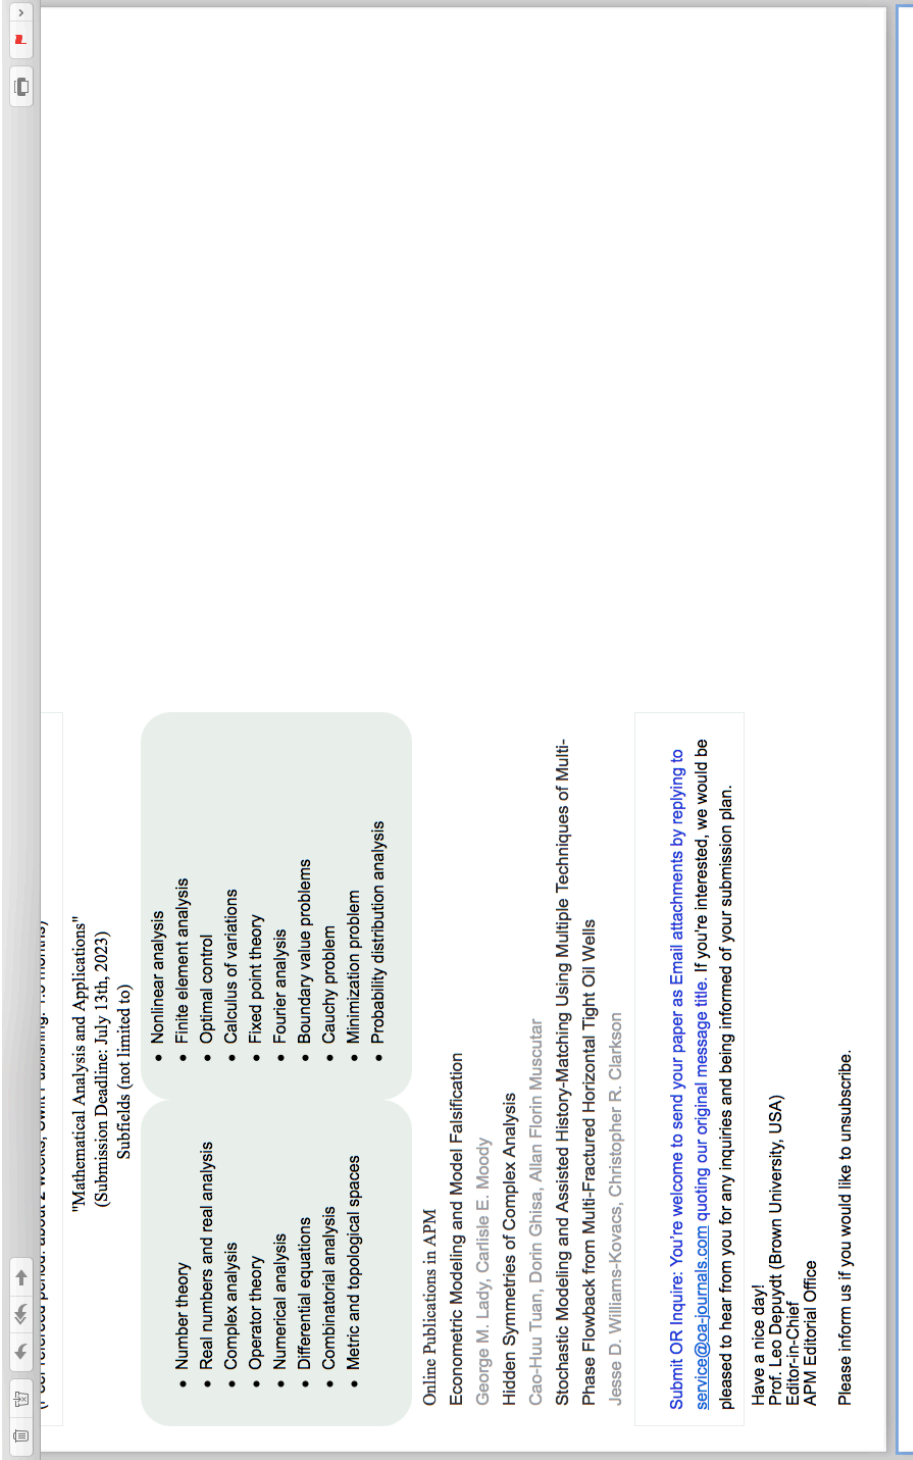 "Mathematical Analysis and Applications"
(Submission Deadline: July 13th, 2023)
Subfields (not limited to)
Number theory
Real numbers and real analysis
Complex analysis
Operator theory
Numerical analysis
Differential equations
Combinatorial analysis
Metric and topological spaces
Nonlinear analysis
Finite element analysis
Optimal control
Calculus of variations
Fixed point theory
Fourier analysis
Boundary value problems
Cauchy problem
Minimization problem
Probability distribution analysis
Online Publications in APM
Econometric Modeling and Model Falsification
George M. Lady, Carlisle E. Moody
Hidden Symmetries of Complex Analysis
Cao-Huu Tuan, Dorin Ghisa, Allan Florin Muscutar
Stochastic Modeling and Assisted History-Matching Using Multiple Techniques of Multi-
Phase Flowback from Multi-Fractured Horizontal Tight Oil Wells
Jesse D. Williams-Kovacs, Christopher R. Clarkson
Submit OR Inquire: You're welcome to send your paper as Email attachments by replying to
service@oa-journals.com quoting our original message title. If you're interested, we would be
pleased to hear from you for any inquiries and being informed of your submission plan.
Have a nice day!
Prof. Leo Depuydt (Brown University, USA)
Editor-in-Chief
APM Editorial Office
Please inform us if you would like to unsubscribe.